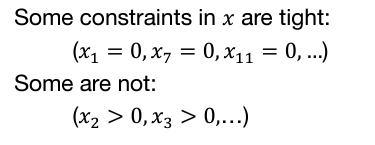 Some constraints in x are tight:
(x₁ = 0, x₇ = 0, x₁₁ = 0, ...)
Some are not:
(x₂ > 0, x₃ > 0,...)